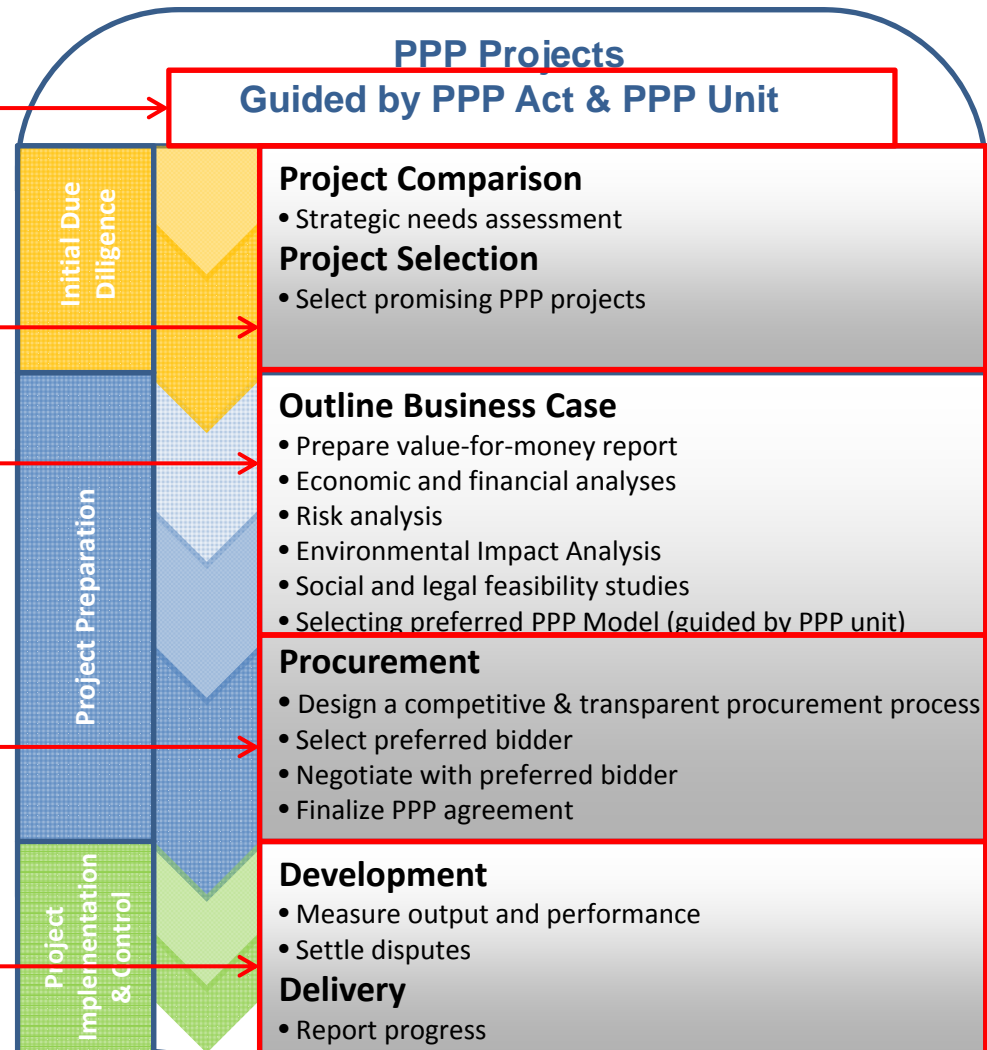 PPP Projects
Guided by PPP Act & PPP Unit
Initial Due
Diligence
Project Comparison
• Strategic needs assessment
Project Selection
• Select promising PPP projects
Project Preparation
Outline Business Case
• Prepare value-for-money report
• Economic and financial analyses
• Risk analysis
• Environmental Impact Analysis
• Social and legal feasibility studies
• Selecting preferred PPP Model (guided by PPP unit)
Procurement
• Design a competitive & transparent procurement process
• Select preferred bidder
• Negotiate with preferred bidder
• Finalize PPP agreement
Project
Implementation
& Control
Development
• Measure output and performance
• Settle disputes
Delivery
• Report progress